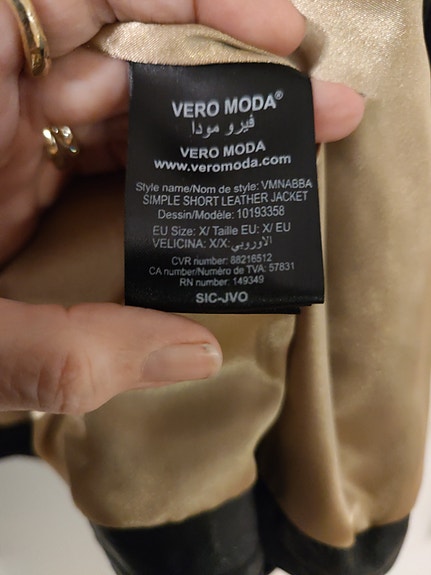 VERO MODA®
فيرو مودا
VERO MODA
www.veromoda.com
Style name/Nom de style: VMNABBA
SIMPLE SHORT LEATHER JACKET
Dessin/Modèle: 10193358
EU Size: X/ Taille EU: X/ EU
VELICINA: X/X: الأوروبي
CVR number: 88216512
CA number/Numéro de TVA: 57831
RN number: 149349
SIC-JVO